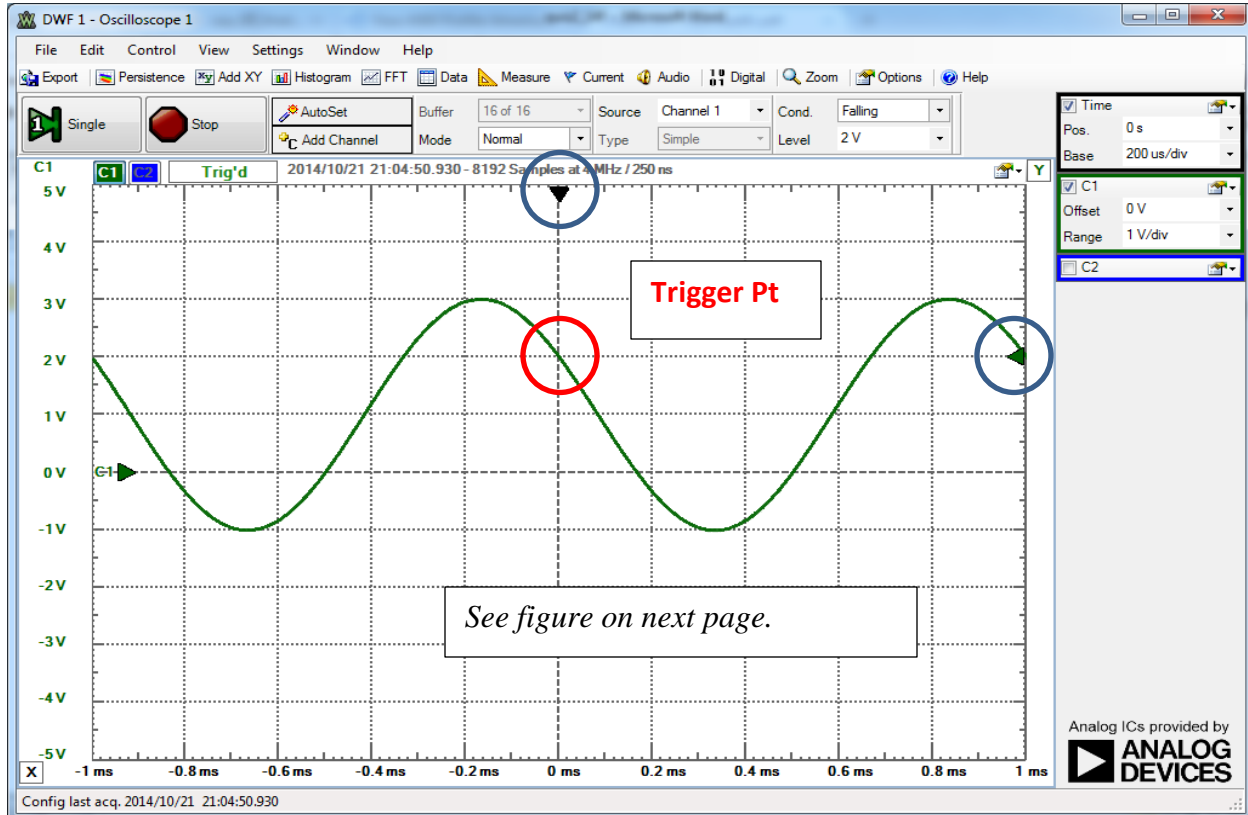 DWF 1 - Oscilloscope 1
File Edit Control View Settings Window Help
Export Persistence Add XY Histogram FFT Data Measure Current Audio Digital Zoom Options Help
Single Stop AutoSet Buffer 16 of 16 Source Channel 1 Cond. Falling
Add Channel Mode Normal Type Simple Level 2 V
Time
Pos. 0 s
Base 200 us/div
C1
Offset 0 V
Range 1 V/div
C2
C1 C1 C2 Trig'd 2014/10/21 21:04:50.930 - 8192 Samples at 4 MHz / 250 ns Y
5 V
4 V
3 V
2 V
1 V
0 V
-1 V
-2 V
-3 V
-4 V
-5 V
C1
Trigger Pt
See figure on next page.
X -1 ms -0.8 ms -0.6 ms -0.4 ms -0.2 ms 0 ms 0.2 ms 0.4 ms 0.6 ms 0.8 ms 1 ms
Analog ICs provided by
ANALOG
DEVICES
Config last acq. 2014/10/21 21:04:50.930